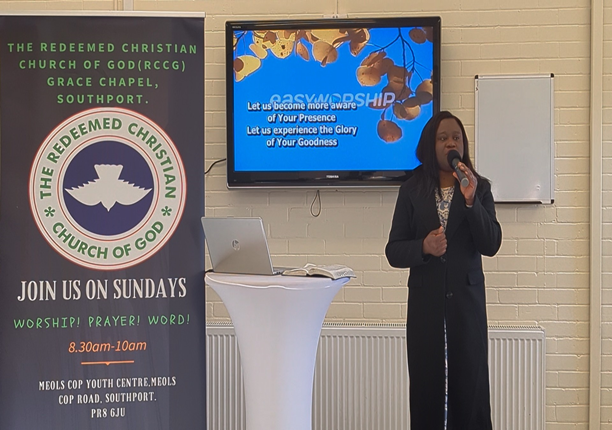 THE REDEEMED CHRISTIAN
CHURCH OF GOD(RCCG)
GRACE CHAPEL,
SOUTHPORT.
THE REDEEMED CHRISTIAN
CHURCH OF GOD
JOIN US ON SUNDAYS
WORSHIP! PRAYER! WORD!
8.30am-10am
MEOLS COP YOUTH CENTRE,MEOLS
COP ROAD, SOUTHPORT.
PR8 6JU
easyWORSHIP
Let us become more aware
of Your Presence
Let us experience the Glory
of Your Goodness
TOSHIBA
hp